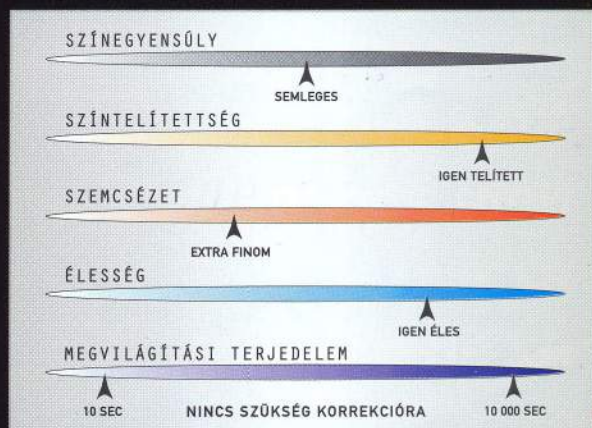 SZÍNEGYENSÚLY
SEMLEGES
SZÍNTELÍTETTSÉG
IGEN TELÍTETT
SZEMCSÉZET
EXTRA FINOM
ÉLESSÉG
IGEN ÉLES
MEGVILÁGÍTÁSI TERJEDELEM
10 SEC NINCS SZÜKSÉG KORREKCIÓRA 10 000 SEC